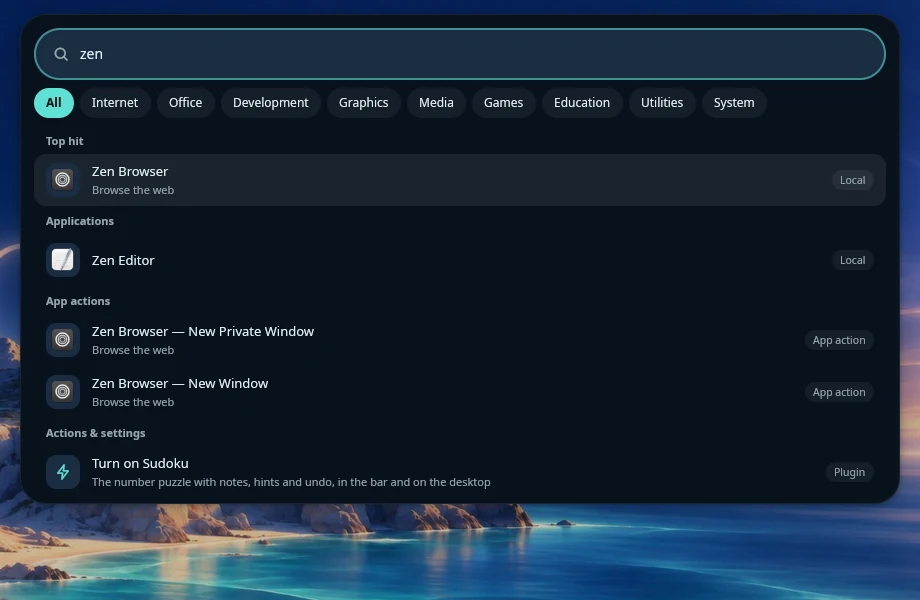 zen
All Internet Office Development Graphics Media Games Education Utilities System
Top hit
Zen Browser
Browse the web
Local
Applications
Zen Editor
Local
App actions
Zen Browser — New Private Window
Browse the web
App action
Zen Browser — New Window
Browse the web
App action
Actions & settings
Turn on Sudoku
The number puzzle with notes, hints and undo, in the bar and on the desktop
Plugin